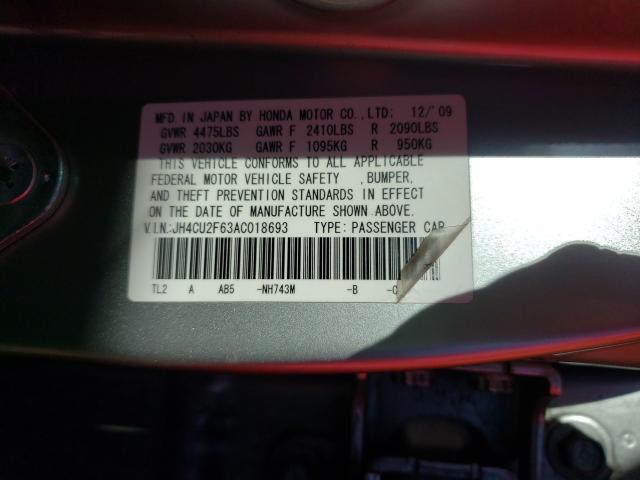 MFD. IN JAPAN BY HONDA MOTOR CO.,LTD: 12/'09
GVWR 4475LBS GAWR F 2410LBS R 2090LBS
GVWR 2030KG GAWR F 1095KG R 950KG
THIS VEHICLE CONFORMS TO ALL APPLICABLE
FEDERAL MOTOR VEHICLE SAFETY ,BUMPER,
AND THEFT PREVENTION STANDARDS IN EFFECT
ON THE DATE OF MANUFACTURE SHOWN ABOVE.
V.I.N.:JH4CU2F63AC018693 TYPE: PASSENGER CAR
TL2 A AB5 -NH743M -B -C